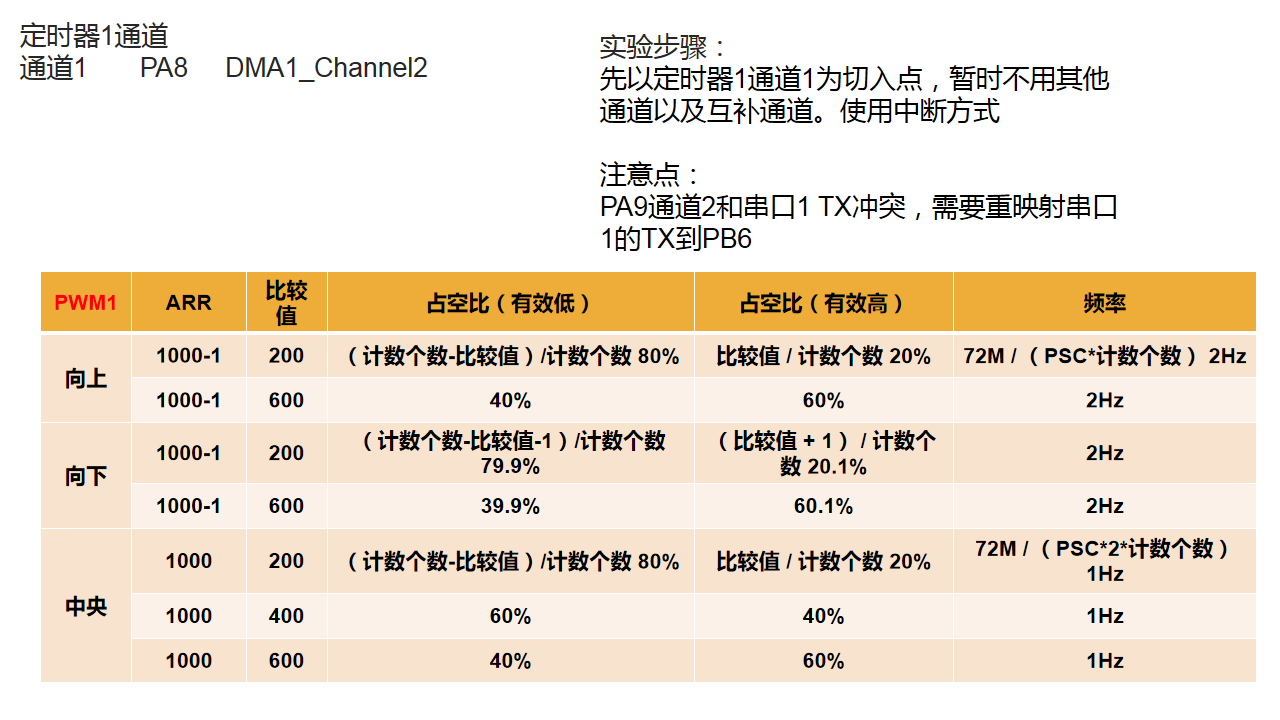 定时器1通道
通道1 PA8 DMA1_Channel2
实验步骤：
先以定时器1通道1为切入点，暂时不用其他
通道以及互补通道。使用中断方式
注意点：
PA9通道2和串口1 TX冲突，需要重映射串口
1的TX到PB6
PWM1 ARR 比较值 占空比（有效低） 占空比（有效高） 频率
向上 1000-1 200 （计数个数-比较值）/计数个数 80% 比较值 / 计数个数 20% 72M / （PSC*计数个数） 2Hz
1000-1 600 40% 60% 2Hz
向下 1000-1 200 （计数个数-比较值-1）/计数个数 79.9% （比较值 + 1） / 计数个数 20.1% 2Hz
1000-1 600 39.9% 60.1% 2Hz
中央 1000 200 （计数个数-比较值）/计数个数 80% 比较值 / 计数个数 20% 72M / （PSC*2*计数个数） 1Hz
1000 400 60% 40% 1Hz
1000 600 40% 60% 1Hz